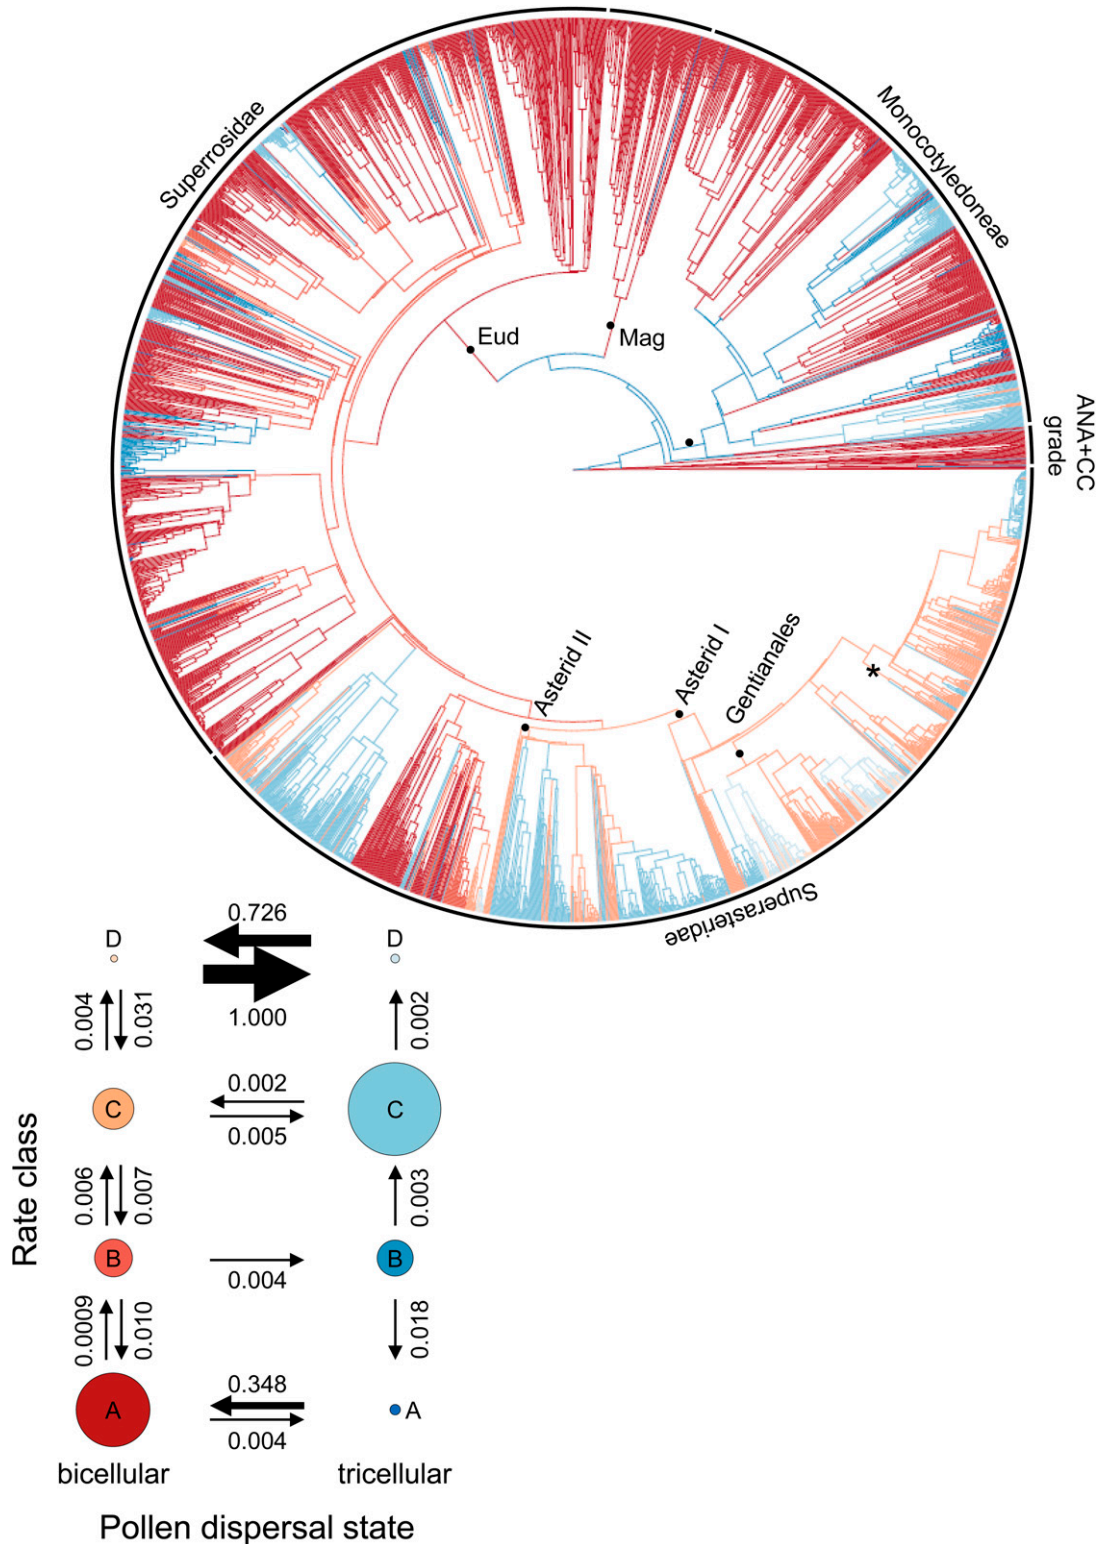 Superrosidae
Monocotyledoneae
Eud
Mag
ANA+CC
grade
Asterid II
Asterid I
Gentianales
*
Superasteridae
0.726
D
D
1.000
0.004
0.031
0.002
0.002
C
C
0.005
Rate class
0.006
0.007
0.003
B
B
0.004
0.0009
0.010
0.018
0.348
A
A
0.004
bicellular
tricellular
Pollen dispersal state